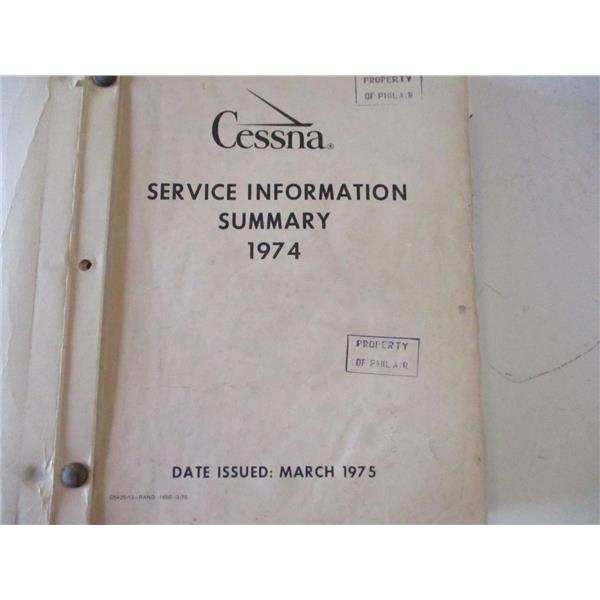 PROPERTY
OF PHILAIR
Cessna®
SERVICE INFORMATION
SUMMARY
1974
PROPERTY
OF PHILAIR
DATE ISSUED: MARCH 1975